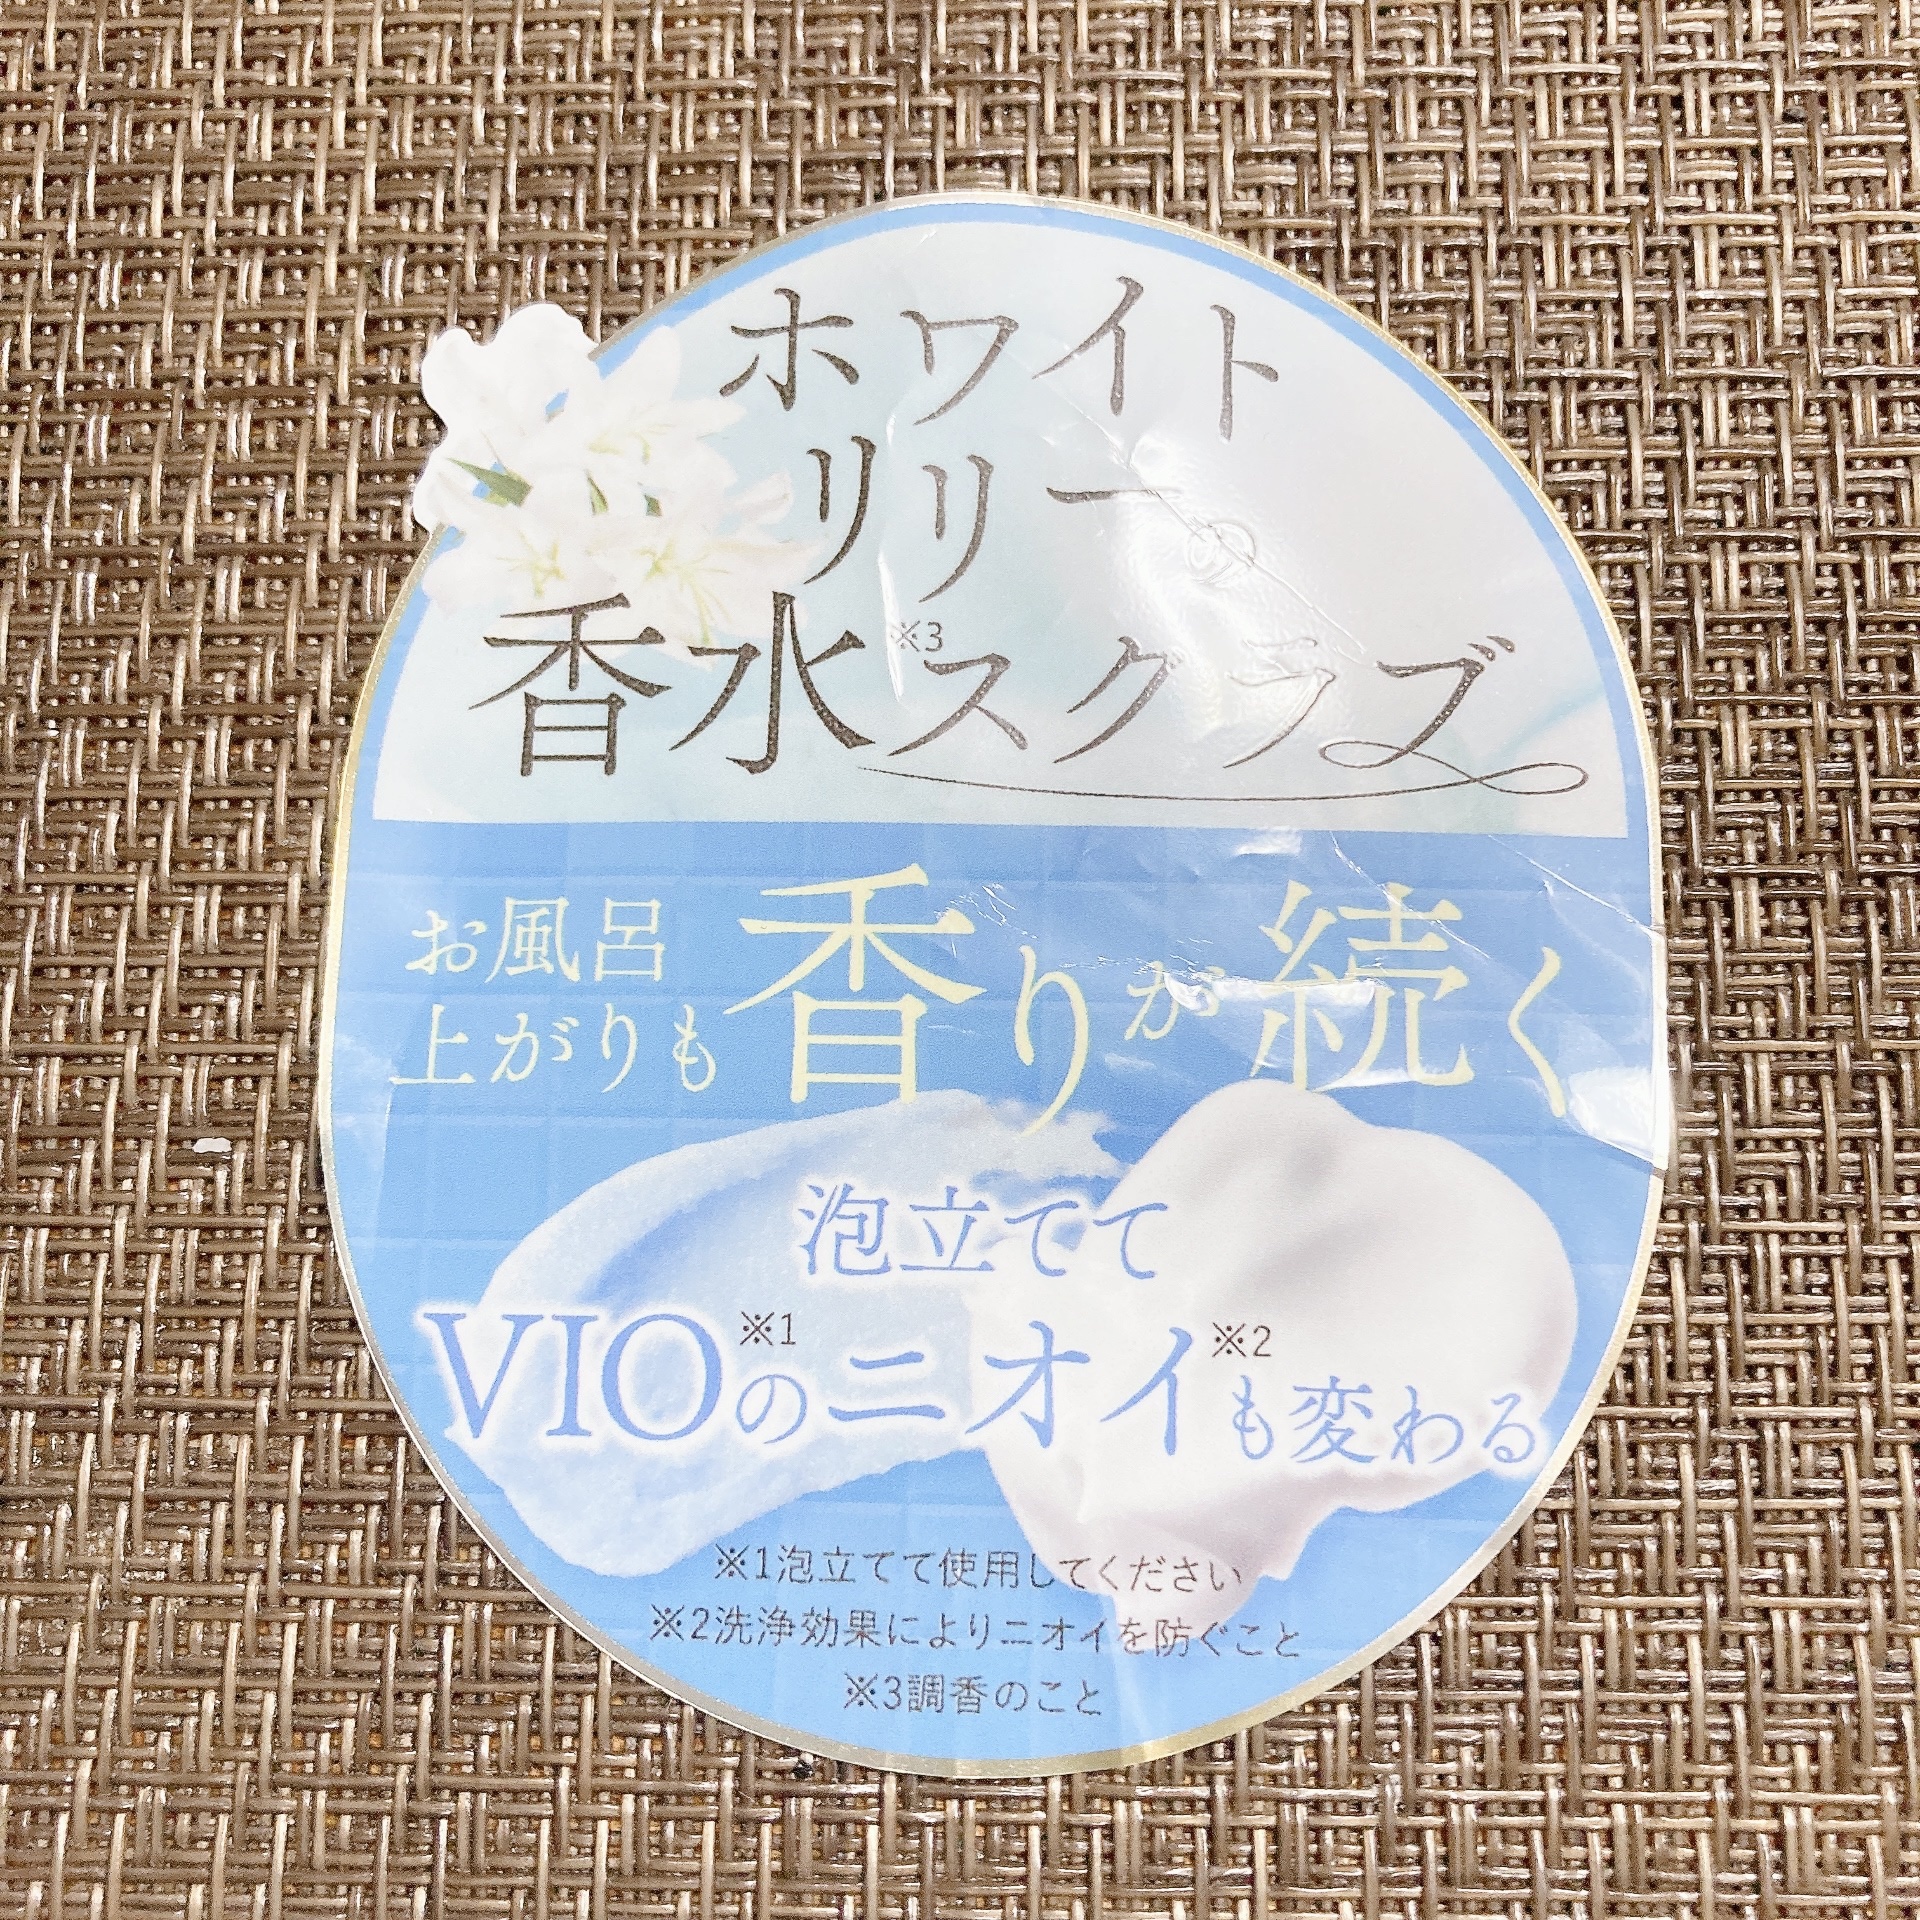 ホワイト
リリー
香水※3スクラブ
お風呂
上がりも香りが続く
泡立てて
VIO※1のニオイ※2も変わる
※1泡立てて使用してください
※2洗浄効果によりニオイを防ぐこと
※3調香のこと